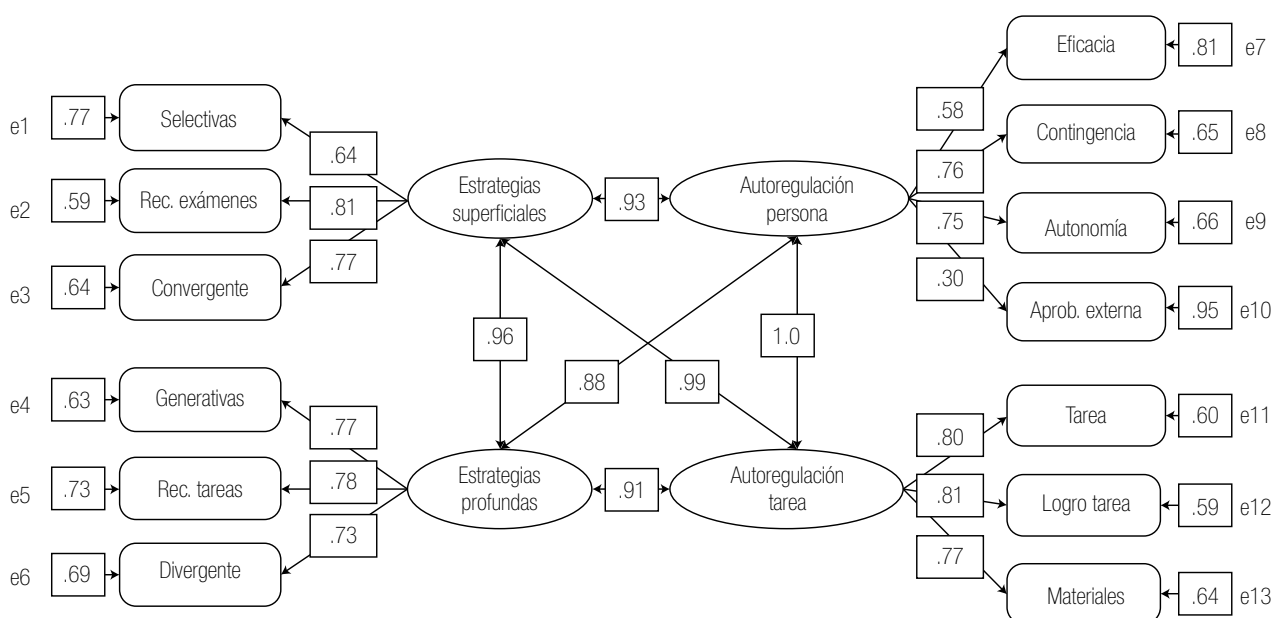 Eficacia
.81
e7
e1
.77
Selectivas
.58
Contingencia
.65
e8
.64
.76
e2
.59
Rec. exámenes
.81
Estrategias
superficiales
.93
Autoregulación
persona
.75
Autonomía
.66
e9
e3
.64
Convergente
.77
.30
Aprob. externa
.95
e10
.96
1.0
.88
.99
e4
.63
Generativas
.77
Tarea
.60
e11
.80
e5
.73
Rec. tareas
.78
Estrategias
profundas
.91
Autoregulación
tarea
.81
Logro tarea
.59
e12
.73
.77
e6
.69
Divergente
Materiales
.64
e13